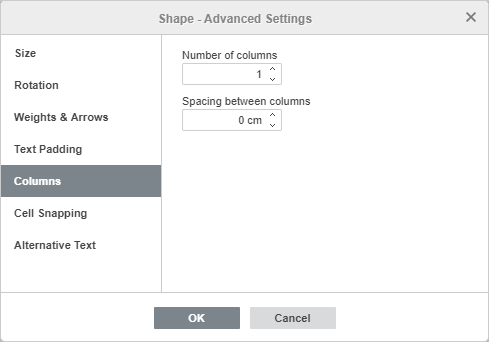 Shape - Advanced Settings
Size
Rotation
Weights & Arrows
Text Padding
Columns
Cell Snapping
Alternative Text
Number of columns
1
Spacing between columns
0 cm
OK
Cancel